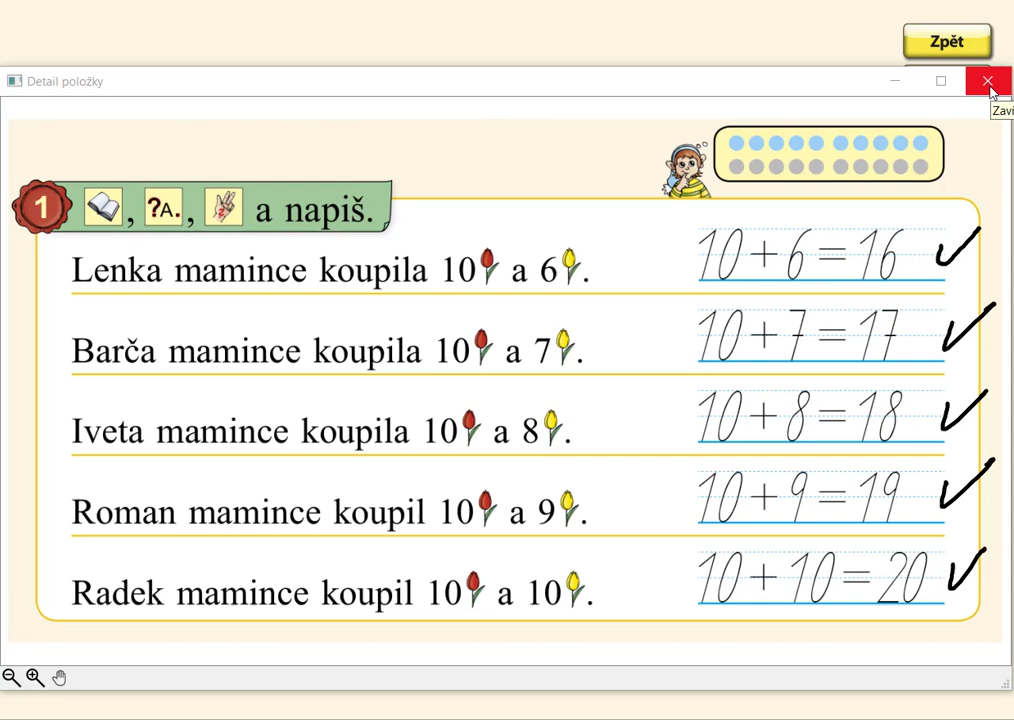 Zpět
Detail položky
Zaví
1 , ?A., a napiš.
Lenka mamince koupila 10 a 6. 10+6=16
Barča mamince koupila 10 a 7. 10+7=17
Iveta mamince koupila 10 a 8. 10+8=18
Roman mamince koupil 10 a 9. 10+9=19
Radek mamince koupil 10 a 10. 10+10=20